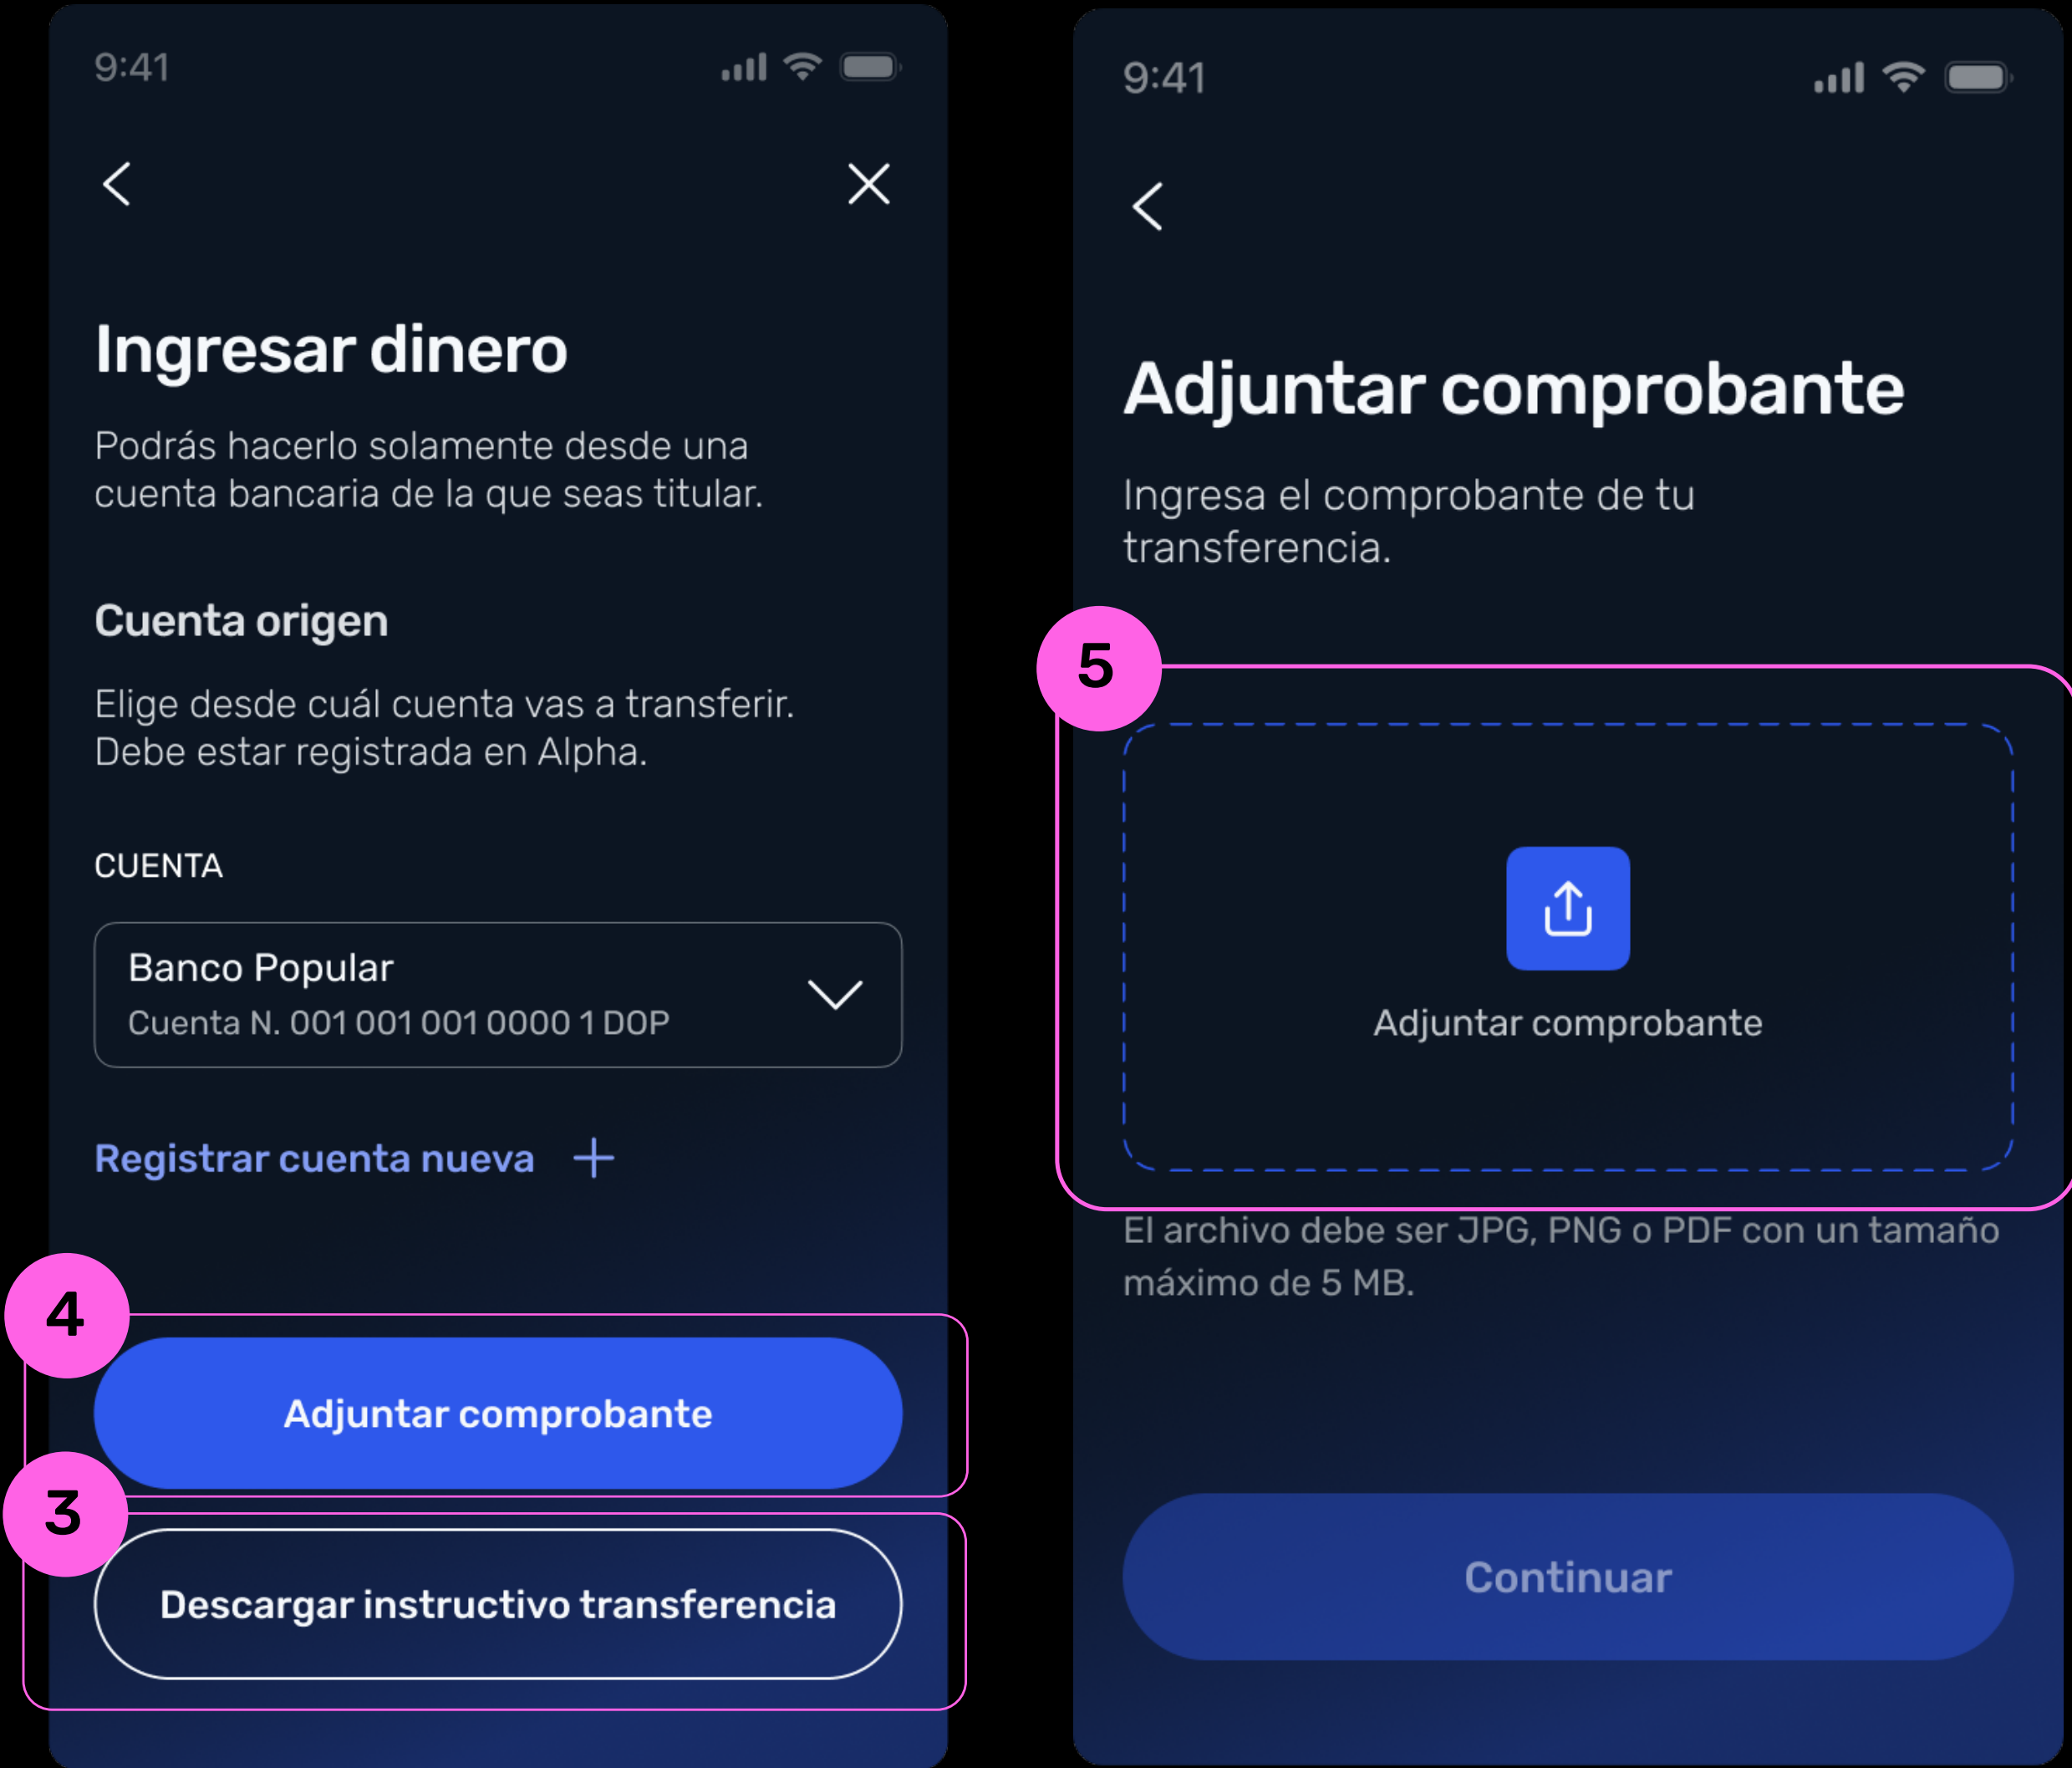 9:41
Ingresar dinero
Podrás hacerlo solamente desde una
cuenta bancaria de la que seas titular.
Cuenta origen
Elige desde cuál cuenta vas a transferir.
Debe estar registrada en Alpha.
CUENTA
Banco Popular
Cuenta N. 001 001 001 0000 1 DOP
Registrar cuenta nueva
4
Adjuntar comprobante
3
Descargar instructivo transferencia
9:41
Adjuntar comprobante
Ingresa el comprobante de tu
transferencia.
5
Adjuntar comprobante
El archivo debe ser JPG, PNG o PDF con un tamaño
máximo de 5 MB.
Continuar